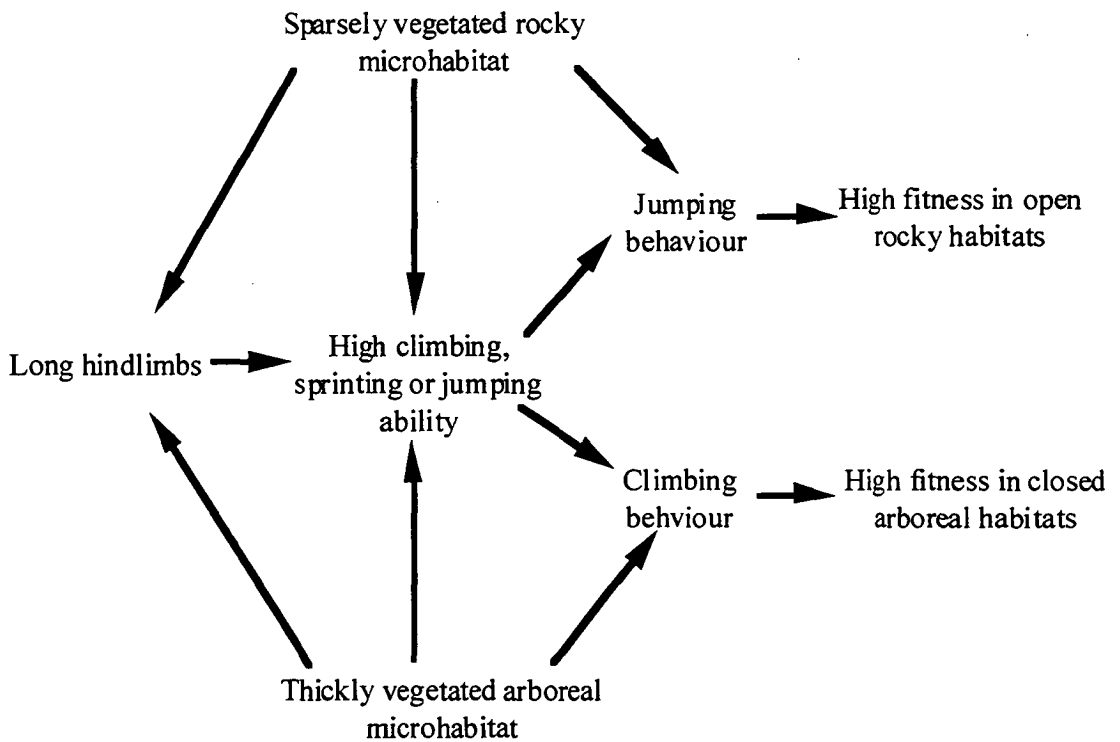 Sparsely vegetated rocky
microhabitat
Jumping
behaviour
High fitness in open
rocky habitats
Long hindlimbs
High climbing,
sprinting or jumping
ability
Climbing
behviour
High fitness in closed
arboreal habitats
Thickly vegetated arboreal
microhabitat